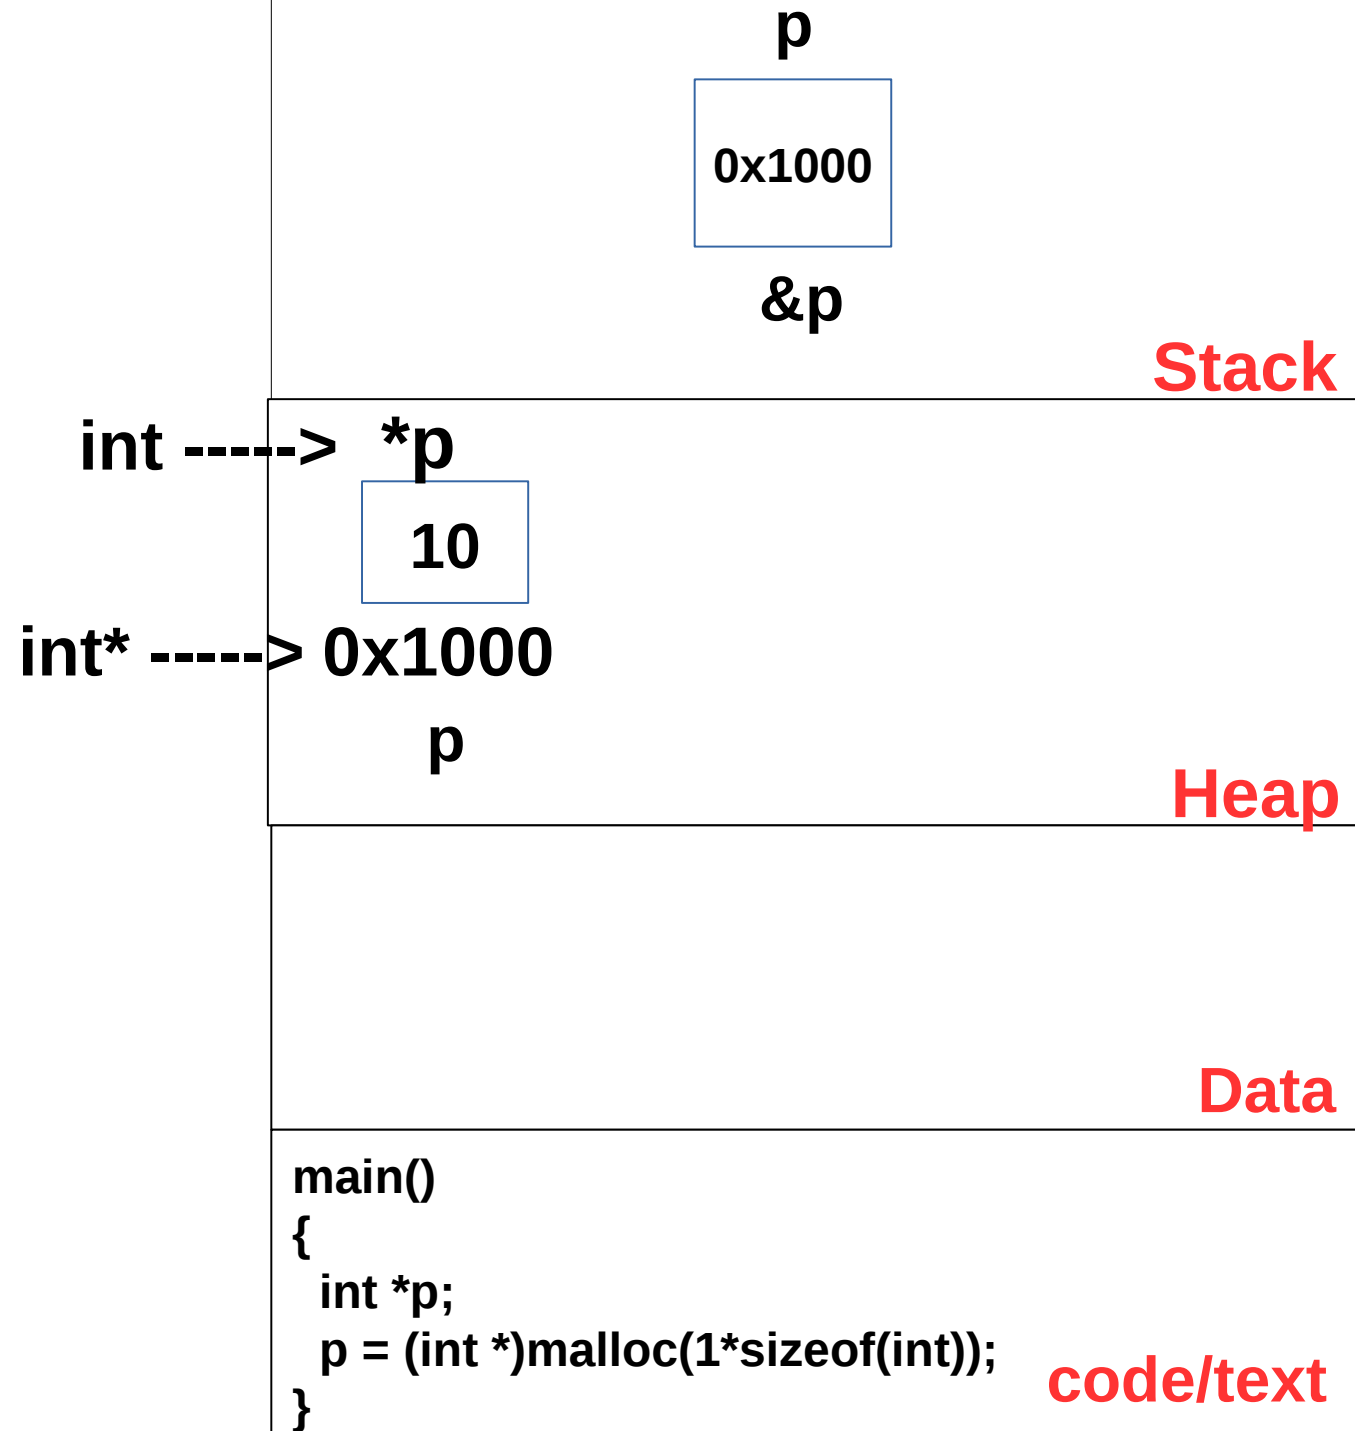 p
0x1000
&p
Stack
int -----> *p
10
int* -----> 0x1000
p
Heap
Data
main()
{
int *p;
p = (int *)malloc(1*sizeof(int));
code/text
}